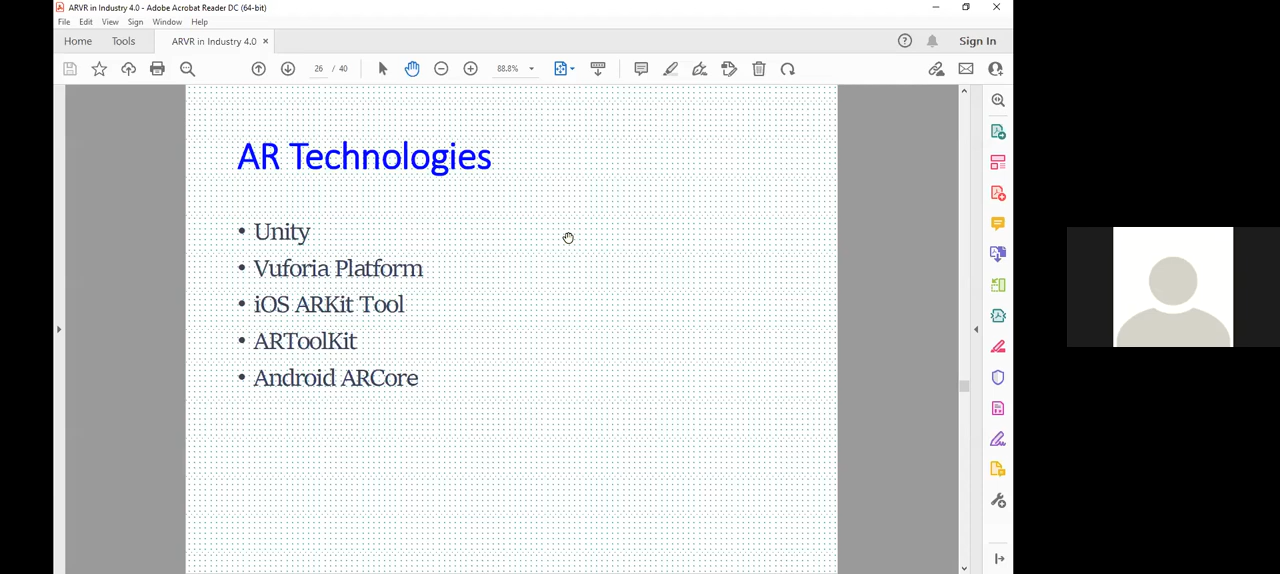 ARVR in Industry 4.0 - Adobe Acrobat Reader DC (64-bit)
File Edit View Sign Window Help
Home Tools ARVR in Industry 4.0 × Sign In
26 / 40 88.8%
AR Technologies
• Unity
• Vuforia Platform
• iOS ARKit Tool
• ARToolKit
• Android ARCore